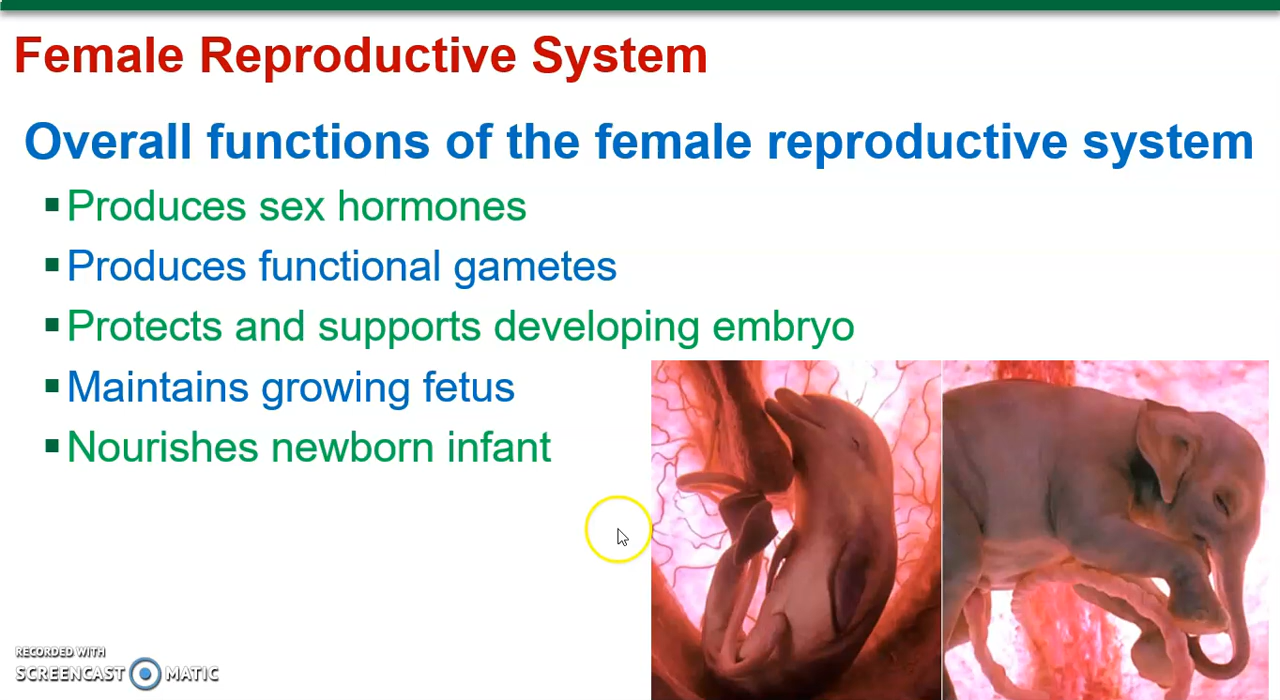 Female Reproductive System
Overall functions of the female reproductive system
▪ Produces sex hormones
▪ Produces functional gametes
▪ Protects and supports developing embryo
▪ Maintains growing fetus
▪ Nourishes newborn infant
RECORDED WITH
SCREENCAST MATIC